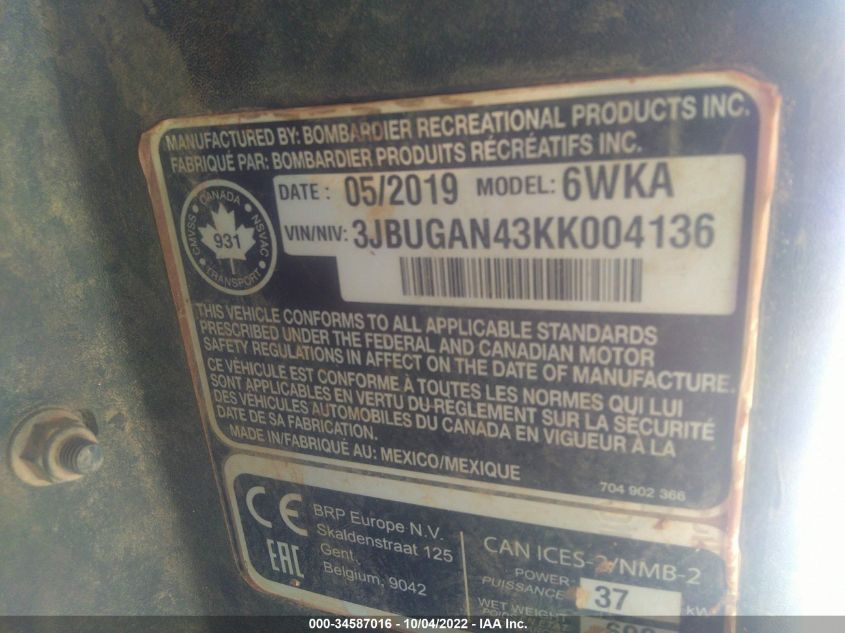 MANUFACTURED BY: BOMBARDIER RECREATIONAL PRODUCTS INC.
FABRIQUÉ PAR: BOMBARDIER PRODUITS RÉCRÉATIFS INC.
DATE : 05/2019 MODEL: 6WKA
VIN/NIV: 3JBUGAN43KK004136
CANADA
CMVSS
NSVAC
931
TRANSPORT
THIS VEHICLE CONFORMS TO ALL APPLICABLE STANDARDS
PRESCRIBED UNDER THE FEDERAL AND CANADIAN MOTOR
SAFETY REGULATIONS IN AFFECT ON THE DATE OF MANUFACTURE.
CE VÉHICULE EST CONFORME À TOUTES LES NORMES QUI LUI
SONT APPLICABLES EN VERTU DU REGLEMENT SUR LA SÉCURITÉ
DES VÉHICULES AUTOMOBILES DU CANADA EN VIGUEUR À LA
DATE DE SA FABRICATION.
MADE IN/FABRIQUÉ AU: MEXICO/MEXIQUE
704 902 366
CE
EAC
BRP Europe N.V.
Skaldenstraat 125
Gent,
Belgium, 9042
CAN ICES-2/NMB-2
POWER
PUISSANCE 37 kW
WET WEIGHT
000-34587016 - 10/04/2022 - IAA Inc.